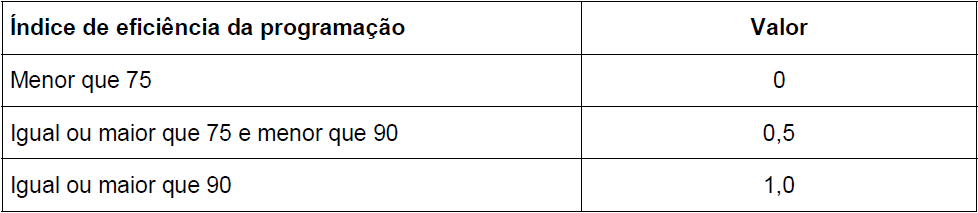 Índice de eficiência da programação Valor
Menor que 75 0
Igual ou maior que 75 e menor que 90 0,5
Igual ou maior que 90 1,0